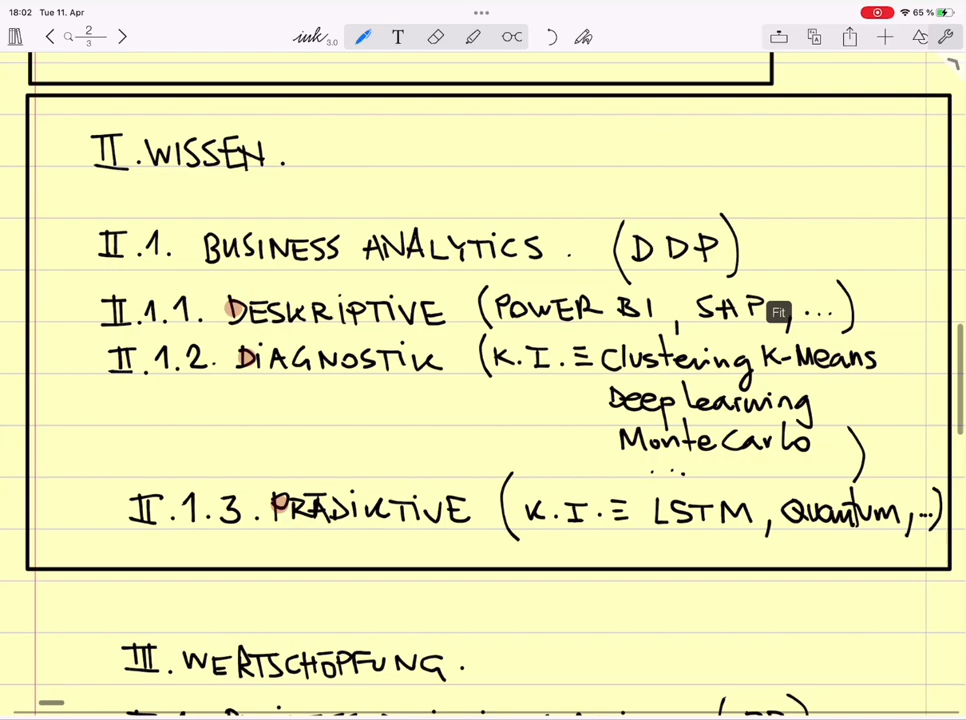 18:02 Tue 11. Apr
65 %
2
3
ink 3.0
T
II. WISSEN.
II.1. BUSINESS ANALYTICS. (DDP)
II.1.1. DESKRIPTIVE (POWER BI, SAP, ...)
Fit
II.1.2. DIAGNOSTIK (K.I. ≡ Clustering K-Means
Deep learning
Monte Carlo
... )
II.1.3. PRÄDIKTIVE (K.I. ≡ LSTM, Quantum, ...)
III. WERTSCHÖPFUNG.